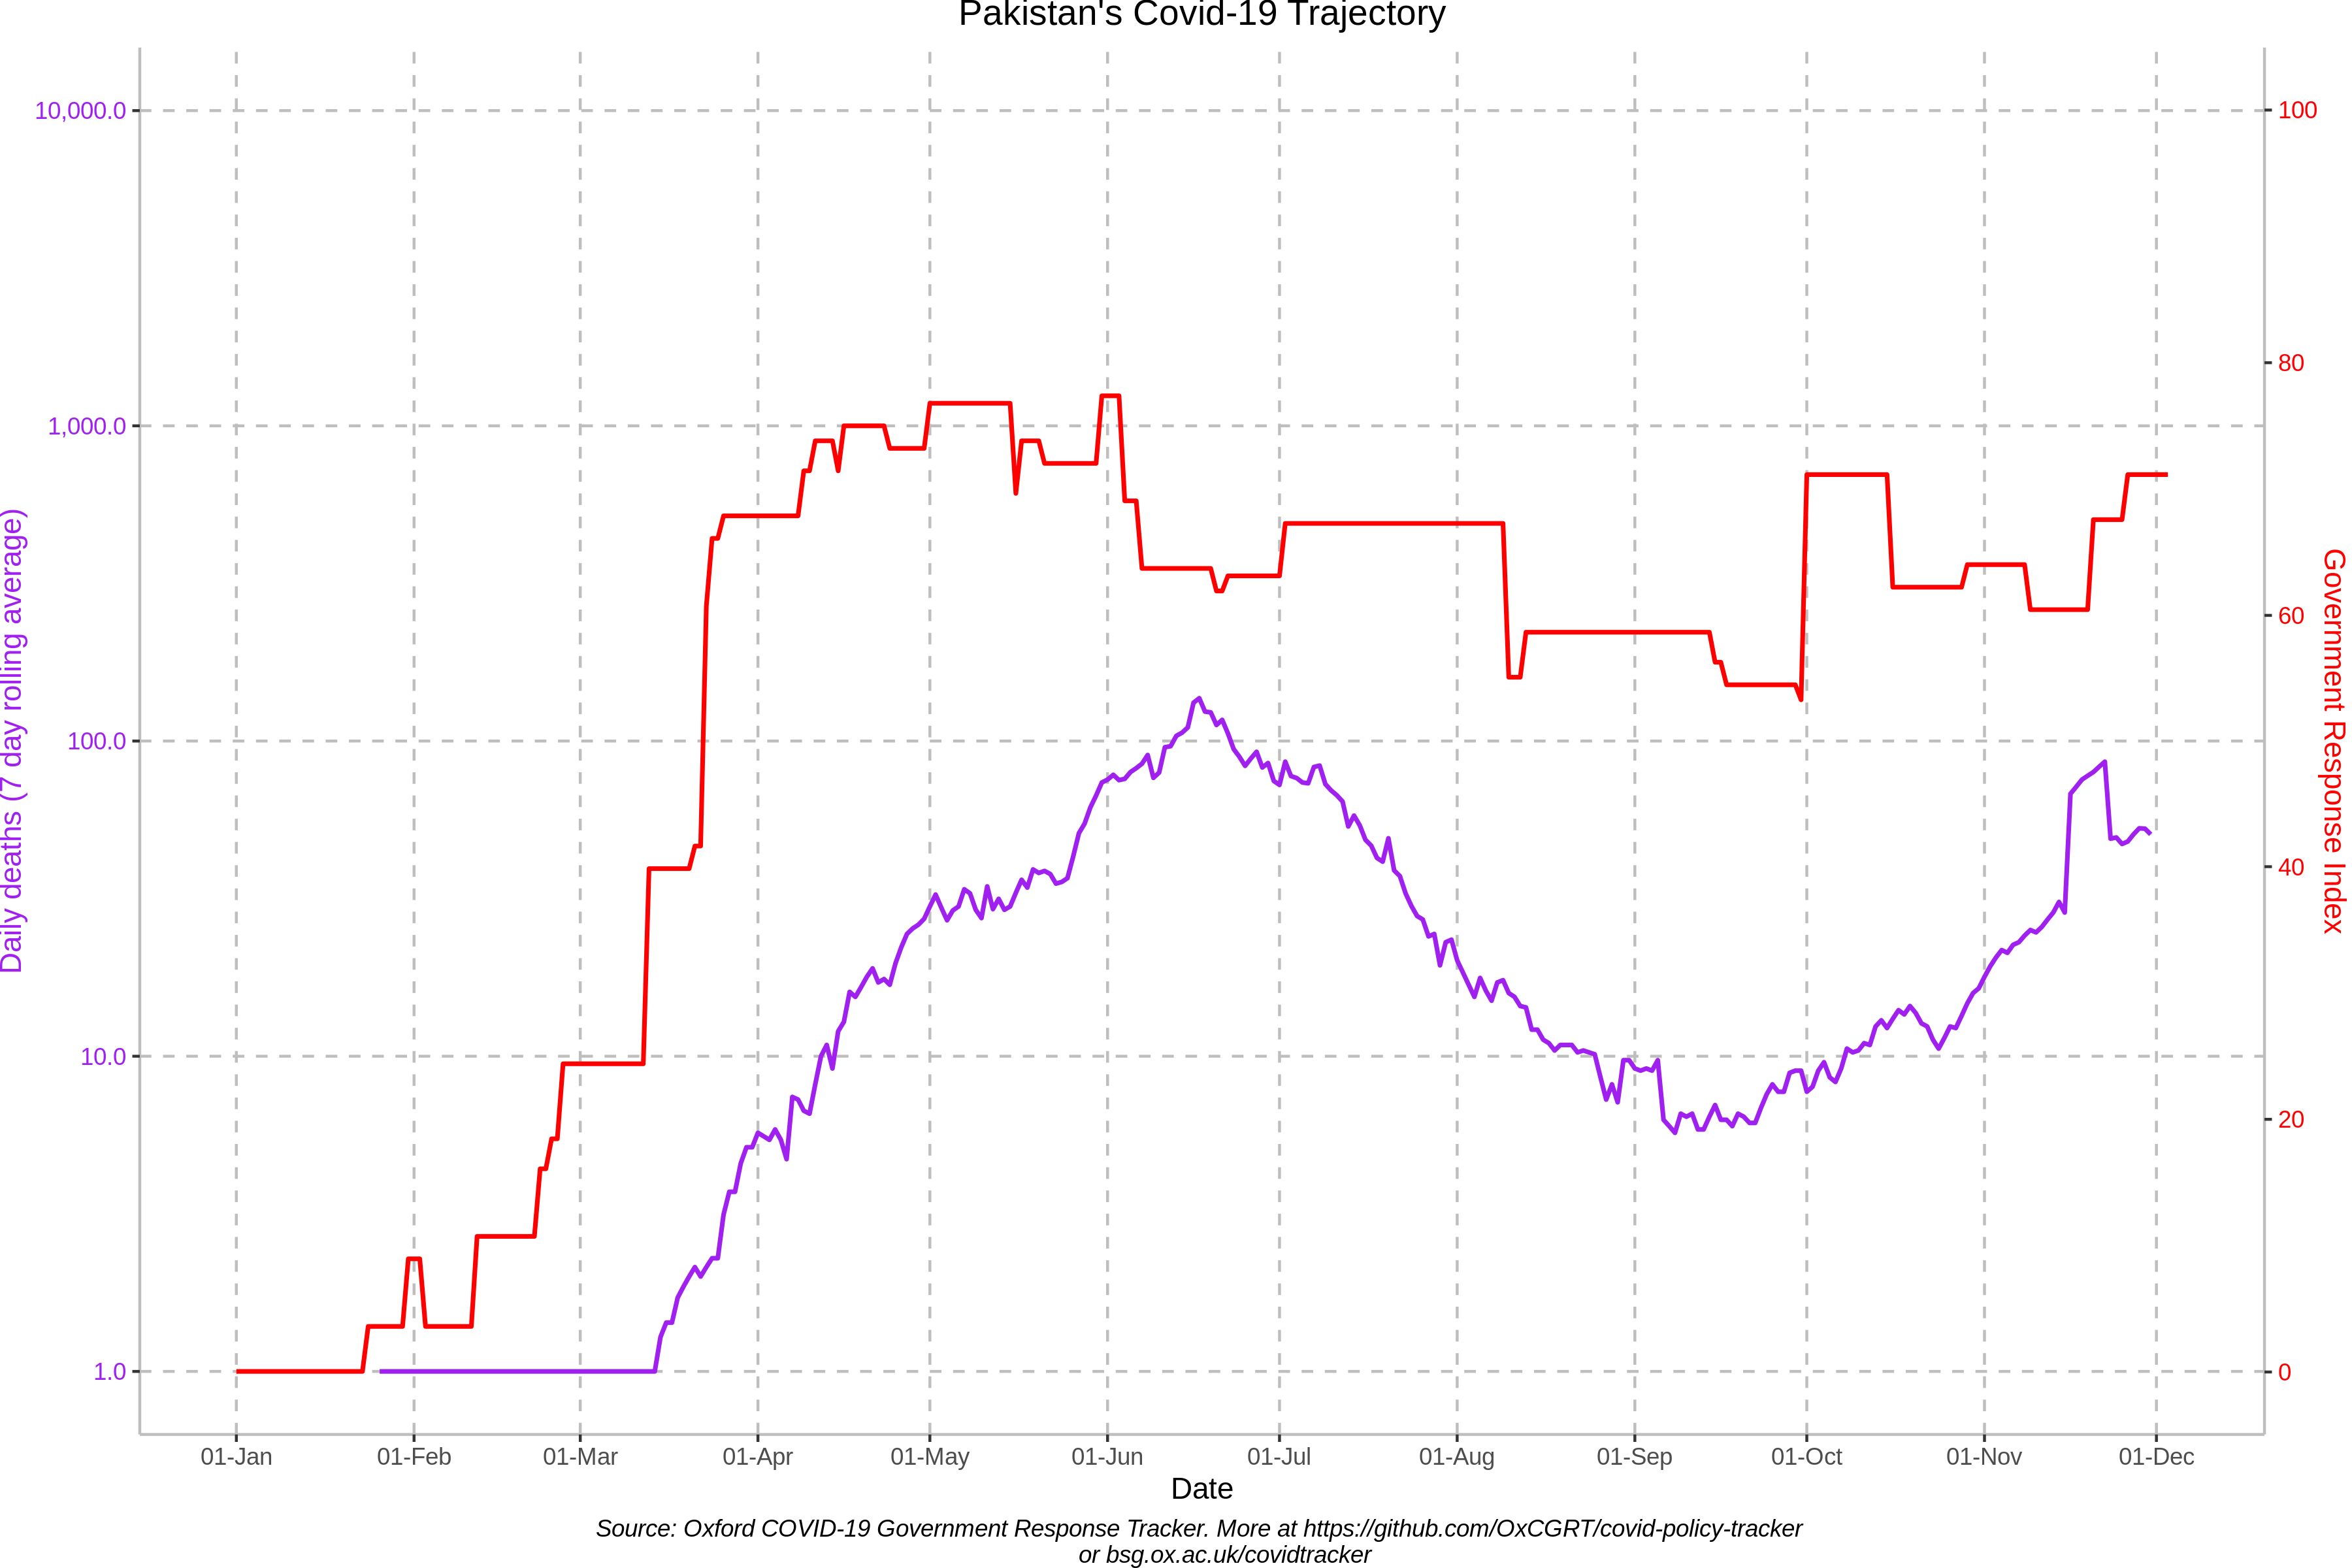 Pakistan's Covid-19 Trajectory
Daily deaths (7 day rolling average)
10,000.0
1,000.0
100.0
10.0
1.0
100
80
60
40
20
0
Government Response Index
01-Jan 01-Feb 01-Mar 01-Apr 01-May 01-Jun 01-Jul 01-Aug 01-Sep 01-Oct 01-Nov 01-Dec
Date
Source: Oxford COVID-19 Government Response Tracker. More at https://github.com/OxCGRT/covid-policy-tracker
or bsg.ox.ac.uk/covidtracker